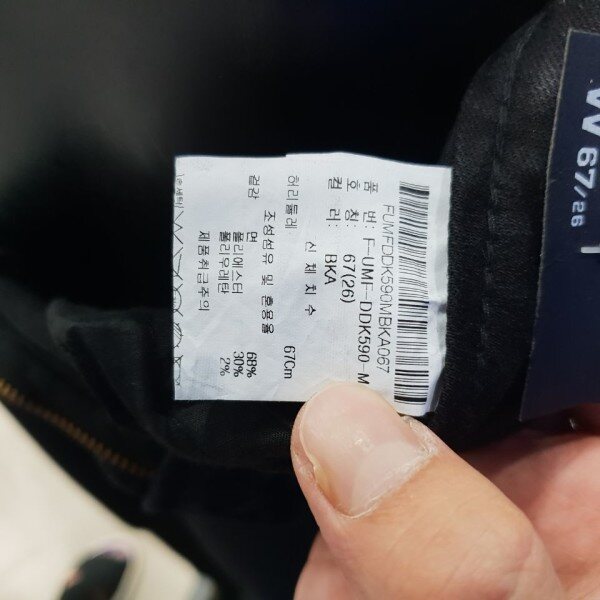 FUMFDDK590MBKA067
품 번: F-UMF-DDK590-M
호 칭: 67(26)
컬 러: BKA
신 체 치 수
허리둘레 67Cm
조성섬유 및 혼용율
겉감 면 68%
폴리에스터 30%
폴리우레탄 2%
제품취급주의
W 67/26